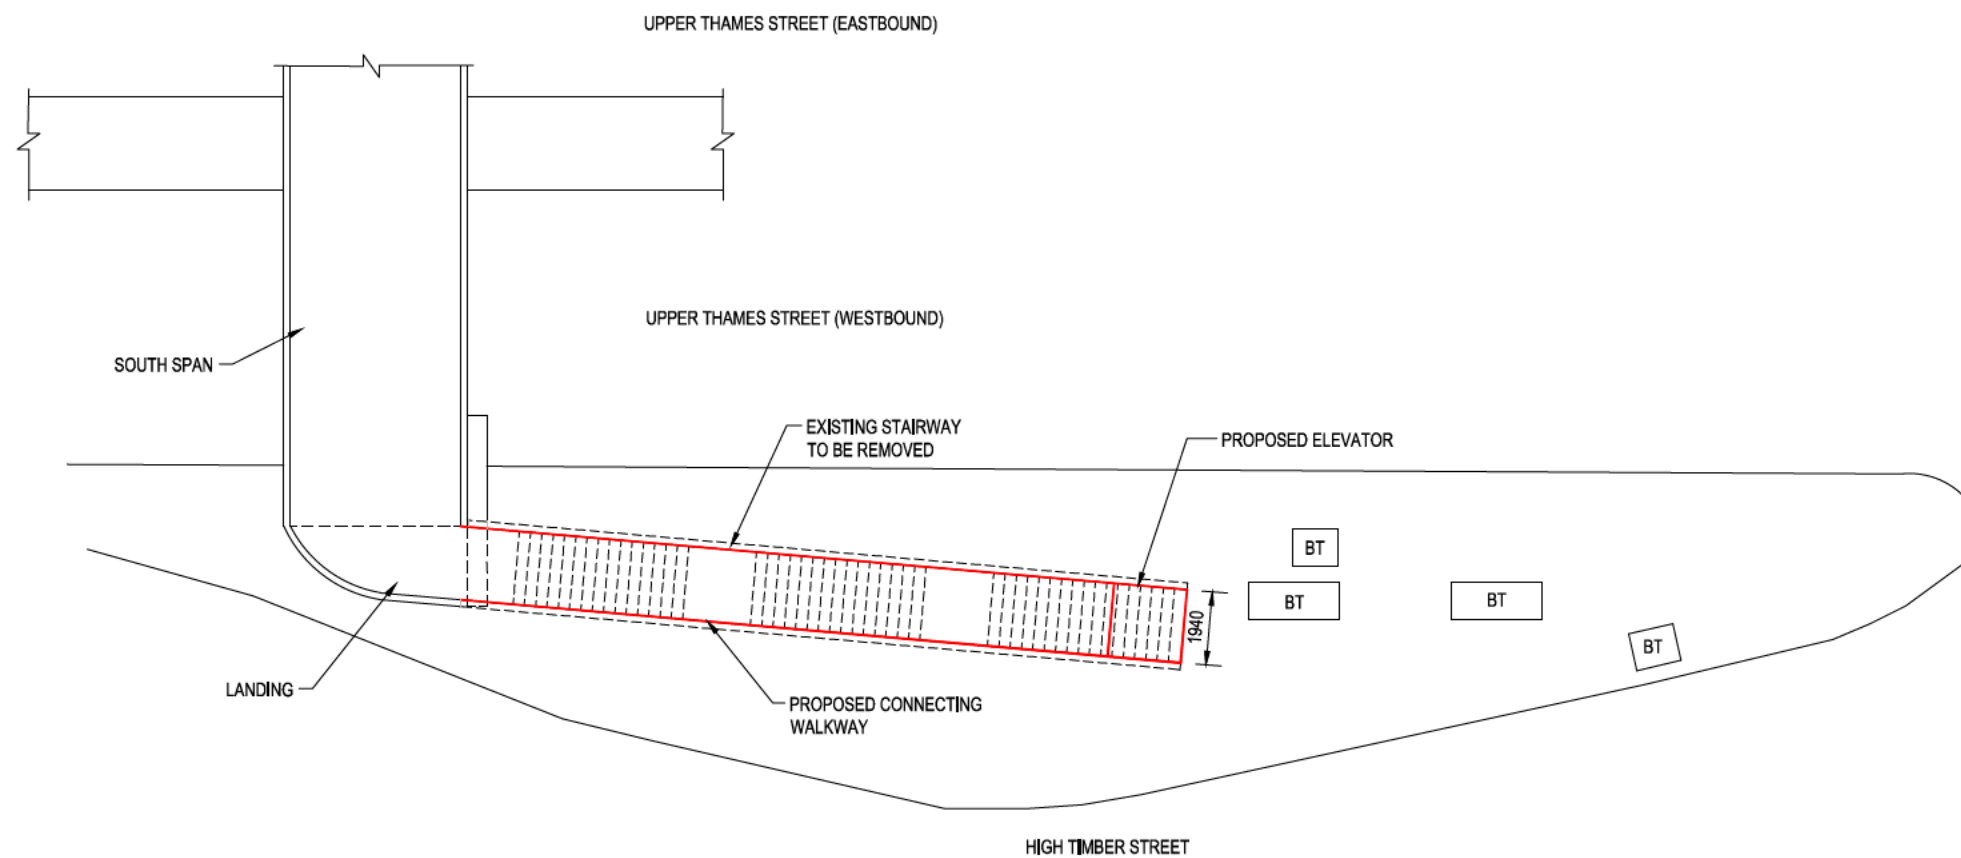 UPPER THAMES STREET (EASTBOUND)
UPPER THAMES STREET (WESTBOUND)
SOUTH SPAN
EXISTING STAIRWAY
TO BE REMOVED
PROPOSED ELEVATOR
BT
BT
BT
BT
1940
LANDING
PROPOSED CONNECTING
WALKWAY
HIGH TIMBER STREET